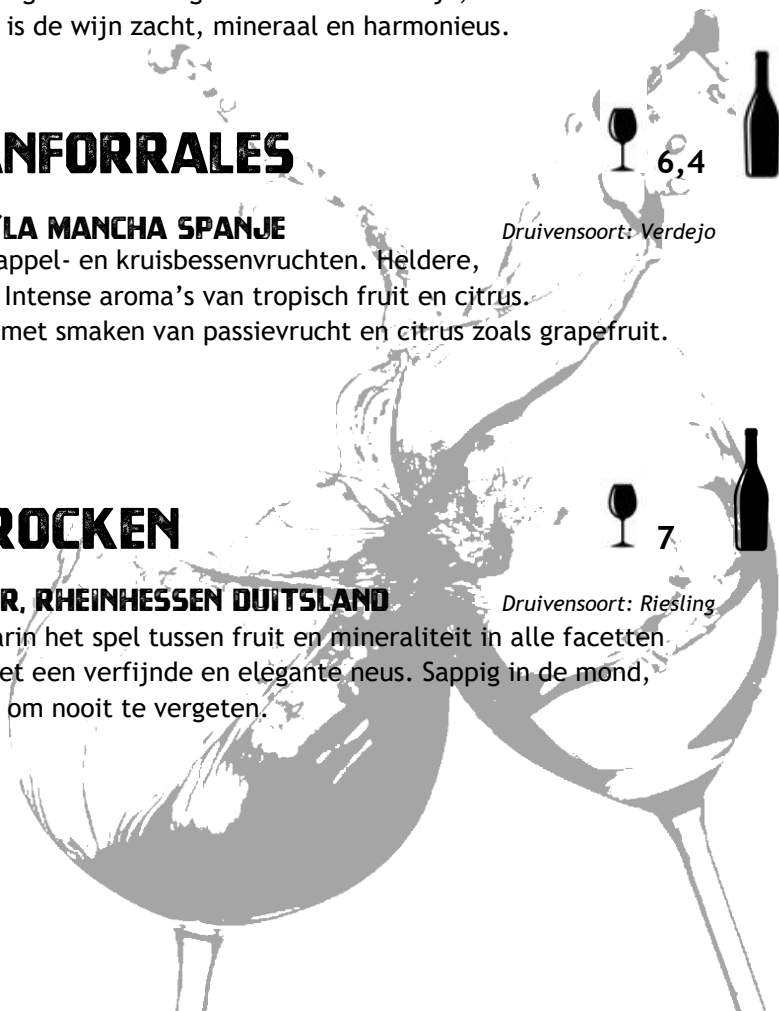 is de wijn zacht, mineraal en harmonieus.
NFORRALES
6,4
LA MANCHA SPANJE
Druivensoort: Verdejo
appel- en kruisbessenvruchten. Heldere,
Intense aroma’s van tropisch fruit en citrus.
met smaken van passievrucht en citrus zoals grapefruit.
ROCKEN
7
R, RHEINHESSEN DUITSLAND
Druivensoort: Riesling
rin het spel tussen fruit en mineraliteit in alle facetten
et een verfijnde en elegante neus. Sappig in de mond,
om nooit te vergeten.